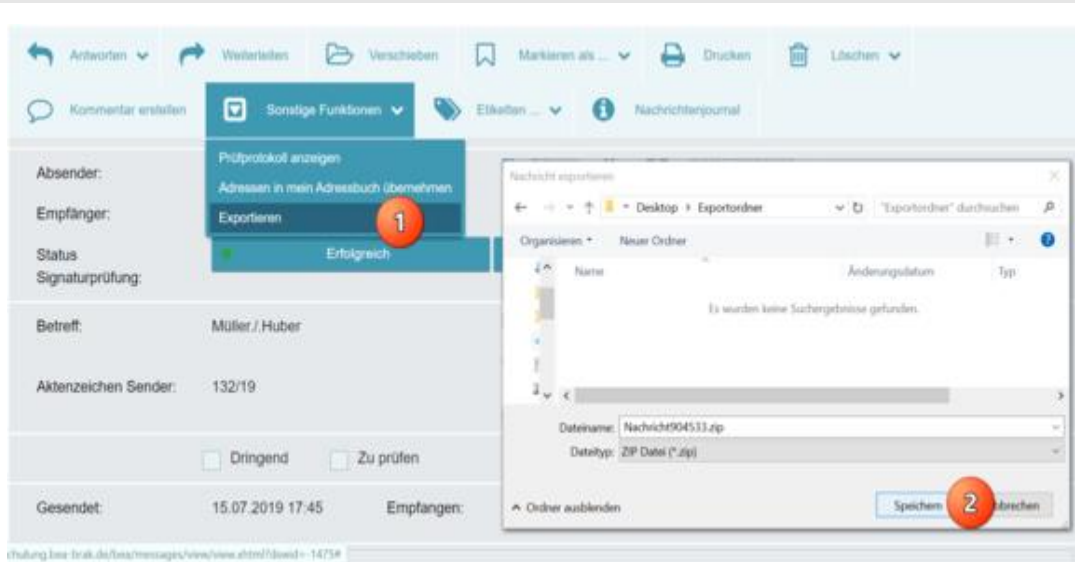 Antworten
Weiterleiten
Verschieben
Markieren als ...
Drucken
Löschen
Kommentar erstellen
Sonstige Funktionen
Etiketten ...
Nachrichtenjournal
Prüfprotokoll anzeigen
Adressen in mein Adressbuch übernehmen
Exportieren
1
Absender:
Empfänger:
Status
Signaturprüfung:
Erfolgreich
Betreff:
Müller./.Huber
Aktenzeichen Sender:
132/19
Dringend
Zu prüfen
Gesendet:
15.07.2019 17:45
Empfangen:
Nachricht exportieren
Desktop
Exportordner
"Exportordner" durchsuchen
Organisieren
Neuer Ordner
Name
Änderungsdatum
Typ
Es wurden keine Suchergebnisse gefunden.
Dateiname:
Nachricht904533.zip
Dateityp:
ZIP Datei (*.zip)
Ordner ausblenden
Speichern
2